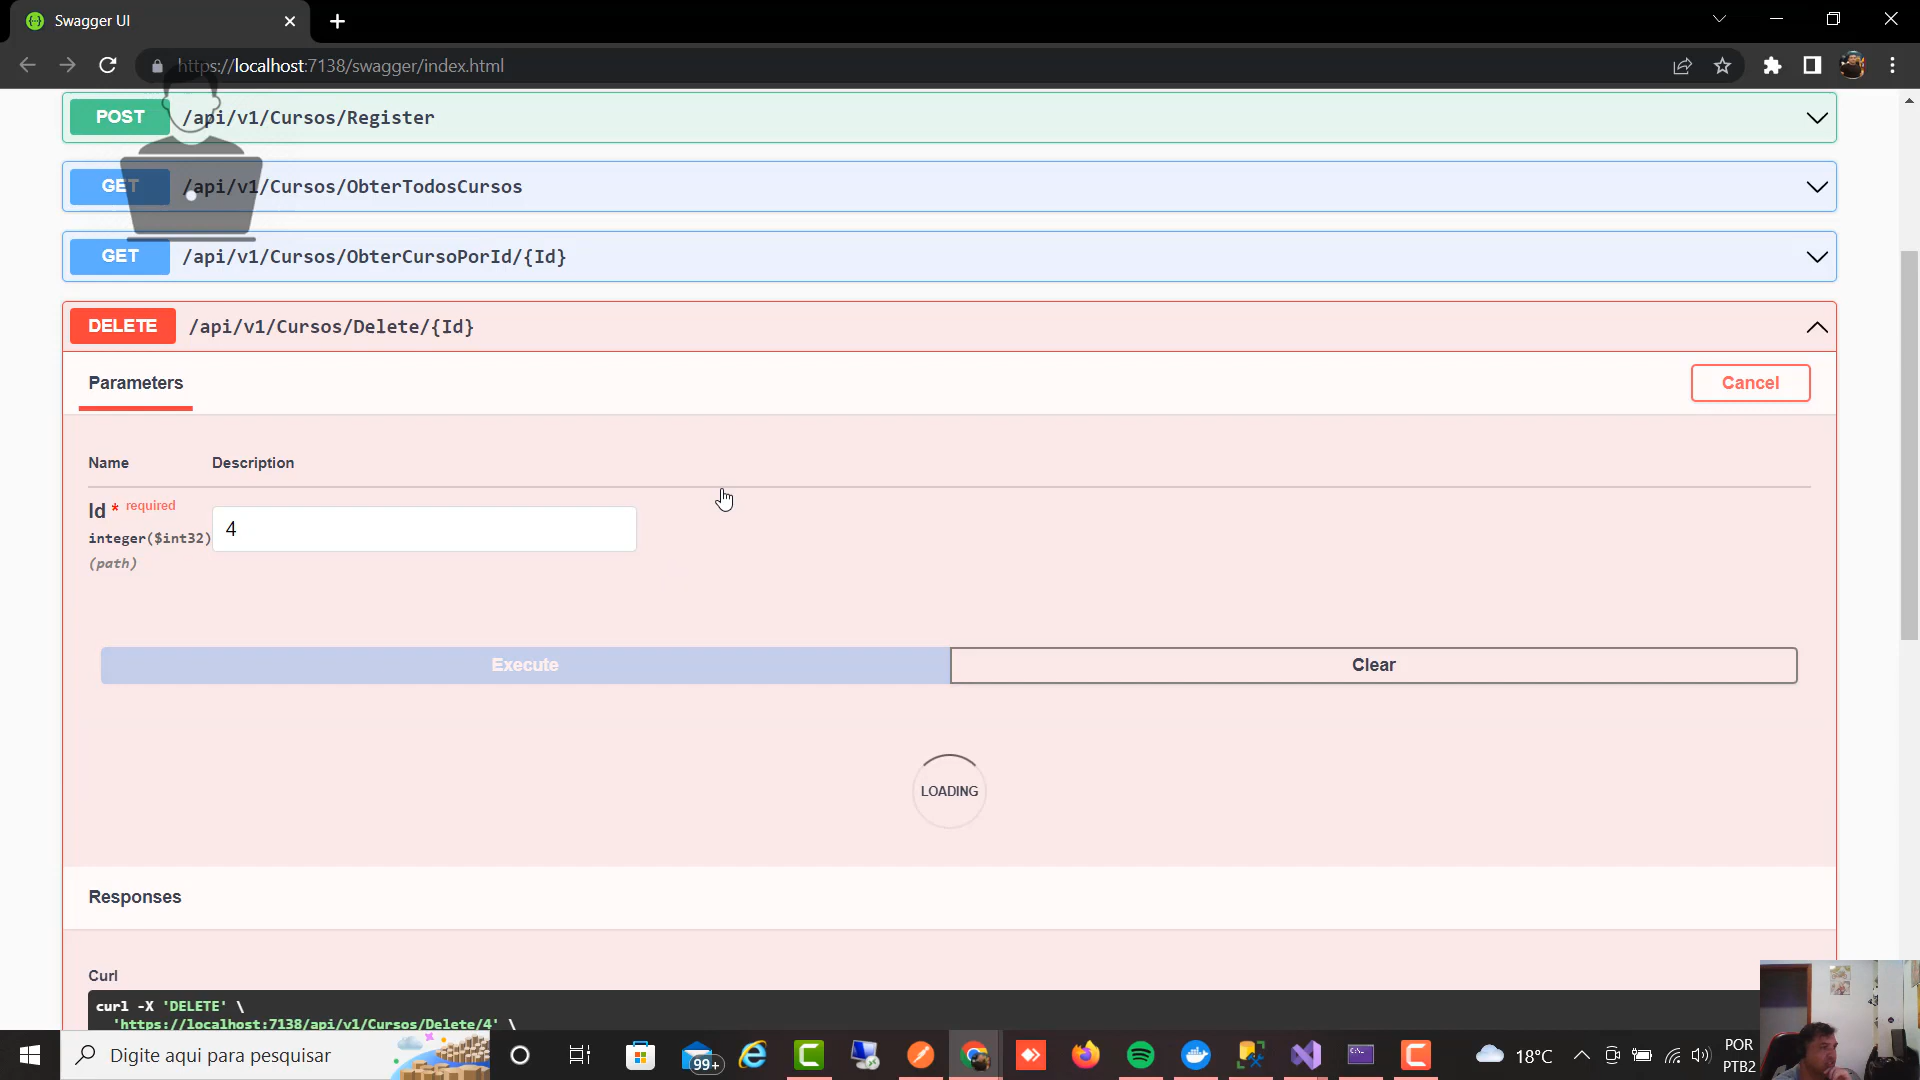 Swagger UI
https://localhost:7138/swagger/index.html
POST /api/v1/Cursos/Register
GET /api/v1/Cursos/ObterTodosCursos
GET /api/v1/Cursos/ObterCursoPorId/{Id}
DELETE /api/v1/Cursos/Delete/{Id}
Parameters
Cancel
Name Description
Id * required
4
integer($int32)
(path)
Execute
Clear
LOADING
Responses
Curl
curl -X 'DELETE' \
'https://localhost:7138/api/v1/Cursos/Delete/4' \
Digite aqui para pesquisar
99+
18°C
POR
PTB2